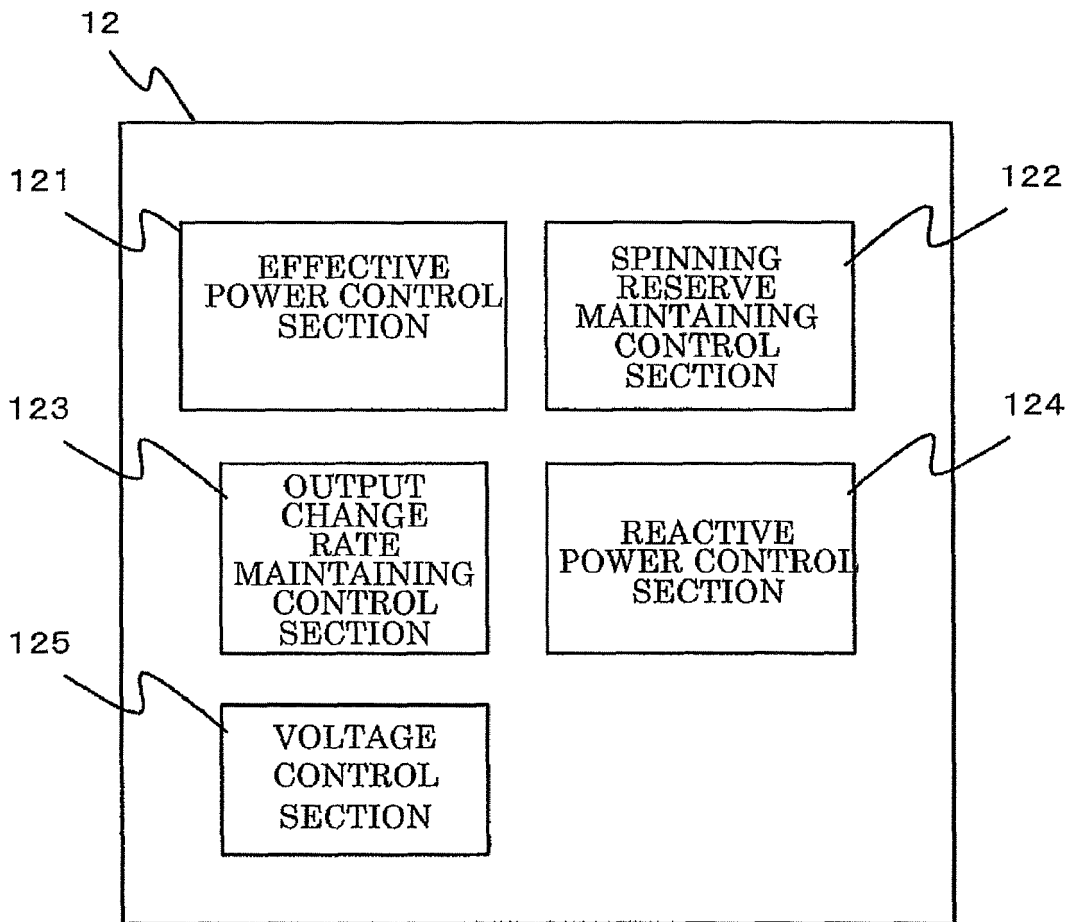 12
121
EFFECTIVE
POWER CONTROL
SECTION
122
SPINNING
RESERVE
MAINTAINING
CONTROL
SECTION
123
OUTPUT
CHANGE
RATE
MAINTAINING
CONTROL
SECTION
124
REACTIVE
POWER CONTROL
SECTION
125
VOLTAGE
CONTROL
SECTION